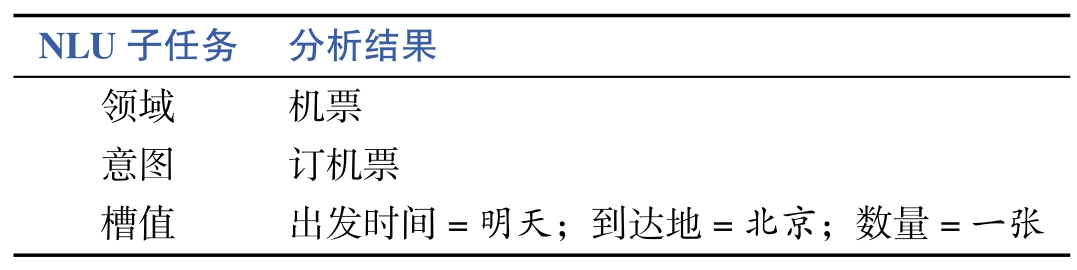 NLU 子任务 分析结果
领域 机票
意图 订机票
槽值 出发时间 = 明天；到达地 = 北京；数量 = 一张